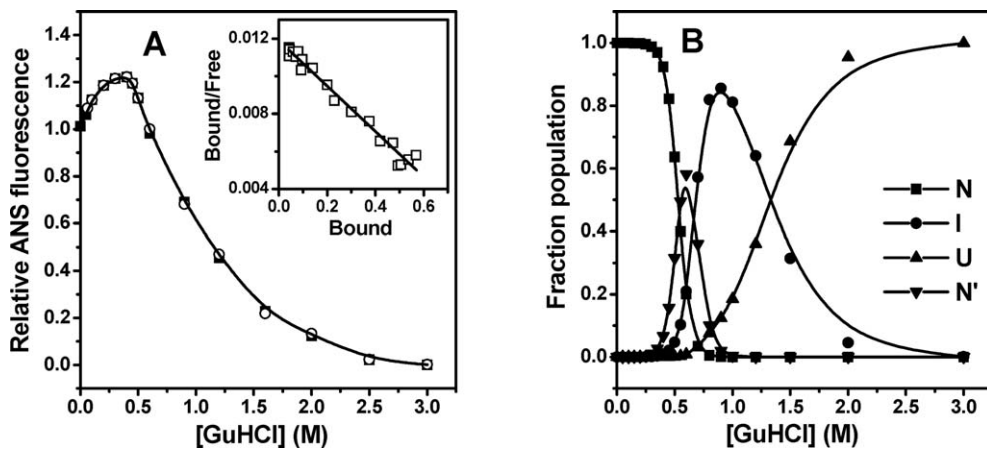 A
Relative ANS fluorescence
1.4
1.2
1.0
0.8
0.6
0.4
0.2
0.0
0.0 0.5 1.0 1.5 2.0 2.5 3.0
[GuHCl] (M)
Bound/Free
0.012
0.008
0.004
0.0 0.2 0.4 0.6
Bound
B
Fraction population
1.0
0.8
0.6
0.4
0.2
0.0
0.0 0.5 1.0 1.5 2.0 2.5 3.0
[GuHCl] (M)
N
I
U
N'